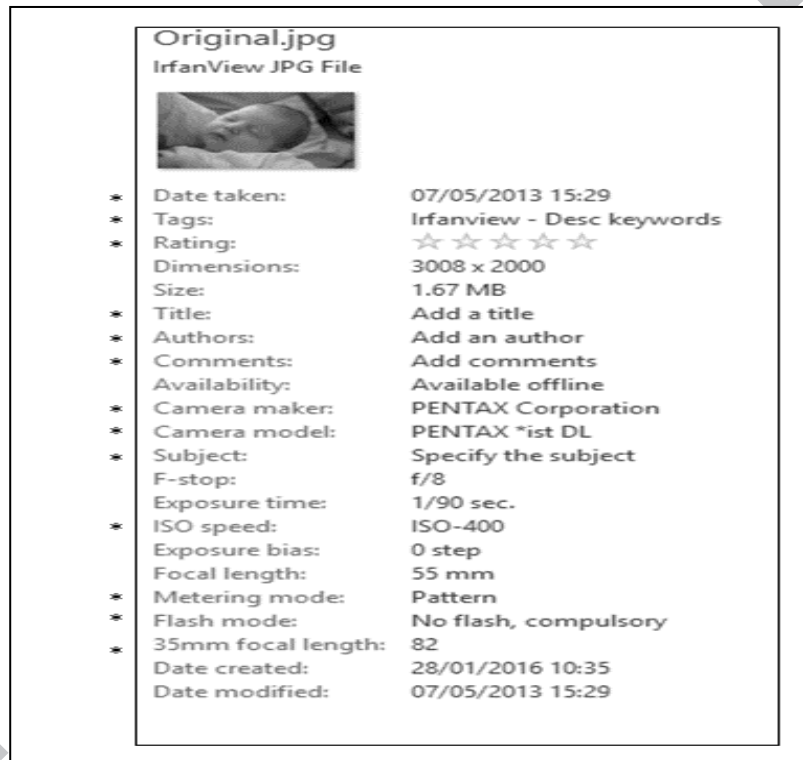 Original.jpg
IrfanView JPG File
* Date taken: 07/05/2013 15:29
* Tags: Irfanview - Desc keywords
* Rating: ☆ ☆ ☆ ☆ ☆
Dimensions: 3008 x 2000
Size: 1.67 MB
* Title: Add a title
* Authors: Add an author
* Comments: Add comments
Availability: Available offline
* Camera maker: PENTAX Corporation
* Camera model: PENTAX *ist DL
* Subject: Specify the subject
F-stop: f/8
Exposure time: 1/90 sec.
* ISO speed: ISO-400
Exposure bias: 0 step
Focal length: 55 mm
* Metering mode: Pattern
* Flash mode: No flash, compulsory
* 35mm focal length: 82
Date created: 28/01/2016 10:35
Date modified: 07/05/2013 15:29